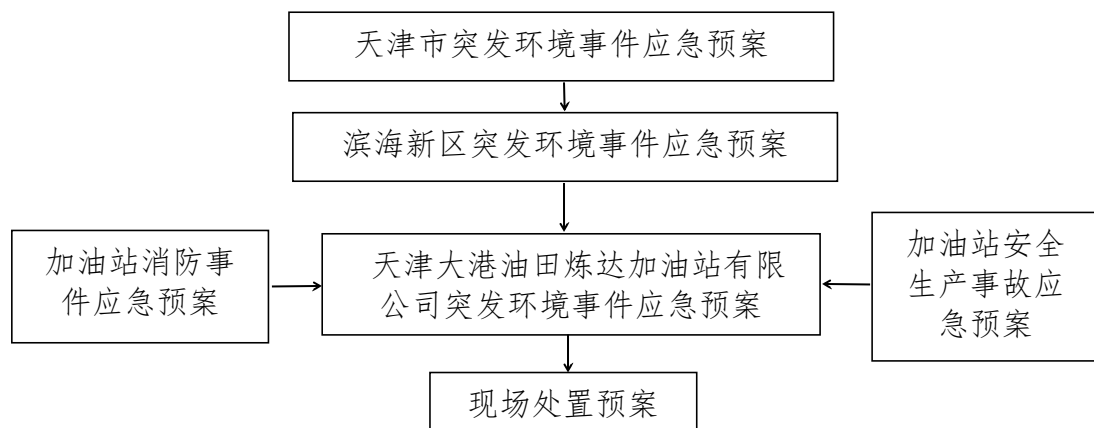 天津市突发环境事件应急预案
滨海新区突发环境事件应急预案
加油站消防事
件应急预案
天津大港油田炼达加油站有限
公司突发环境事件应急预案
加油站安全
生产事故应
急预案
现场处置预案